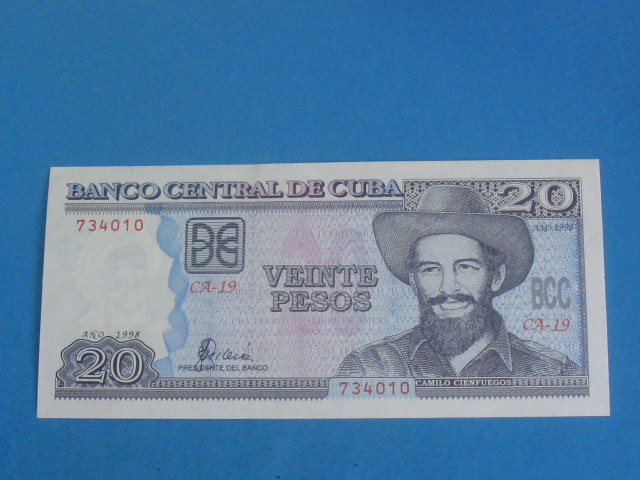 BANCO CENTRAL DE CUBA 20
734010 AÑO 1998
CA-19 VEINTE PESOS BCC
CA-19
AÑO 1998
20
PRESIDENTE DEL BANCO
734010 CAMILO CIENFUEGOS